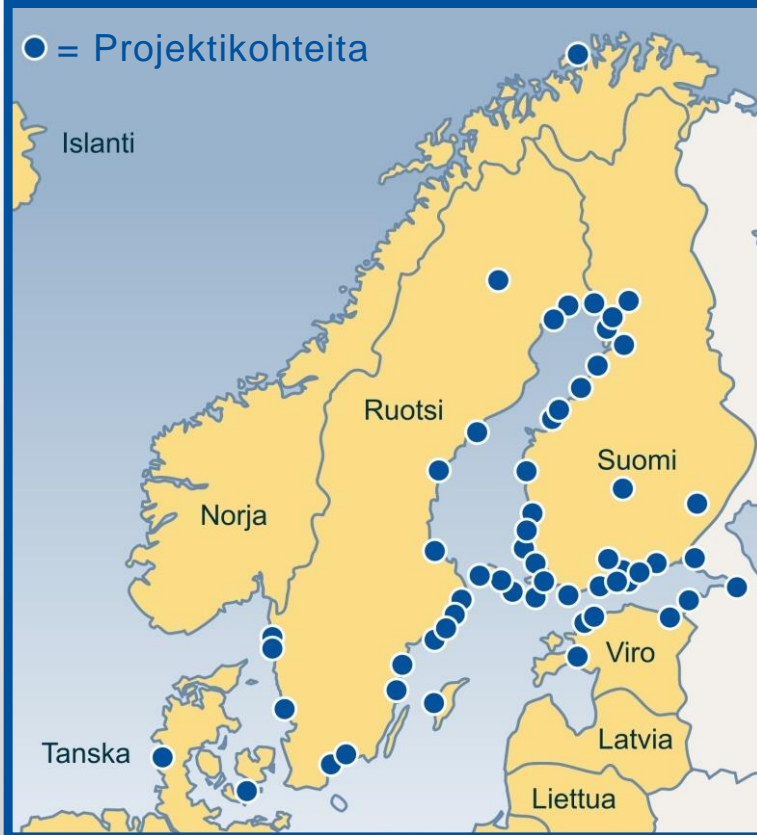 = Projektikohteita
Islanti
Ruotsi
Suomi
Norja
Viro
Latvia
Tanska
Liettua